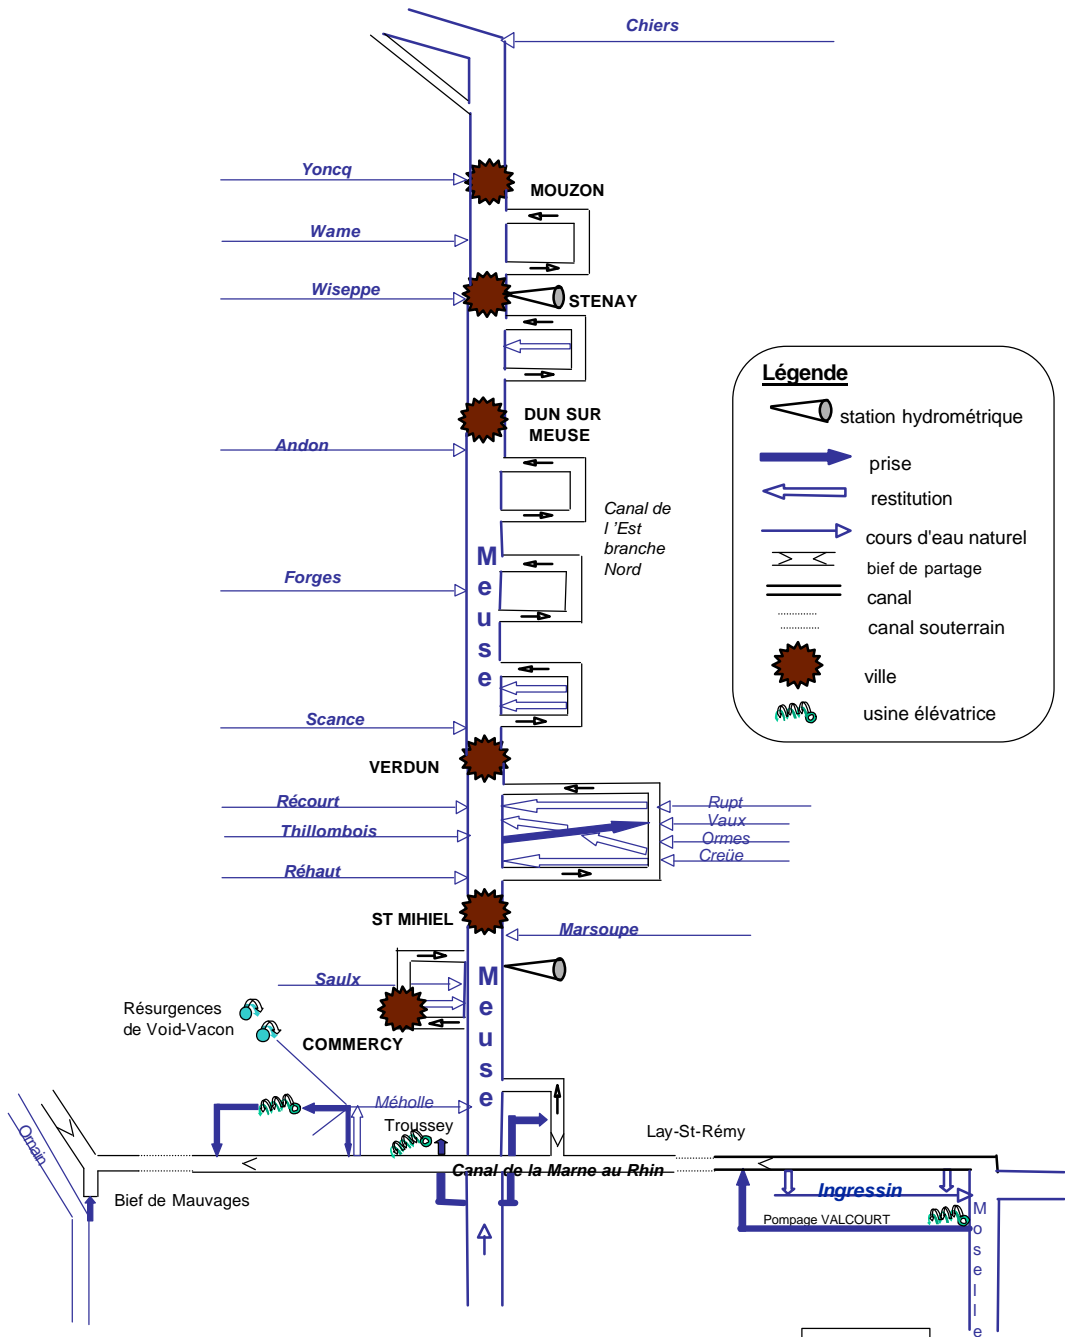 Chiers
Yoncq
MOUZON
Wame
Wiseppe
STENAY
DUN SUR
MEUSE
Andon
Canal de
l 'Est
branche
Nord
Meuse
Forges
Scance
VERDUN
Récourt
Thillombois
Réhaut
Rupt
Vaux
Ormes
Creüe
ST MIHIEL
Marsoupe
Saulx
Meuse
Résurgences
de Void-Vacon
COMMERCY
Méholle
Troussey
Lay-St-Rémy
Ornain
Canal de la Marne au Rhin
Bief de Mauvages
Ingressin
Pompage VALCOURT
Moselle
Légende
station hydrométrique
prise
restitution
cours d'eau naturel
bief de partage
canal
canal souterrain
ville
usine élévatrice